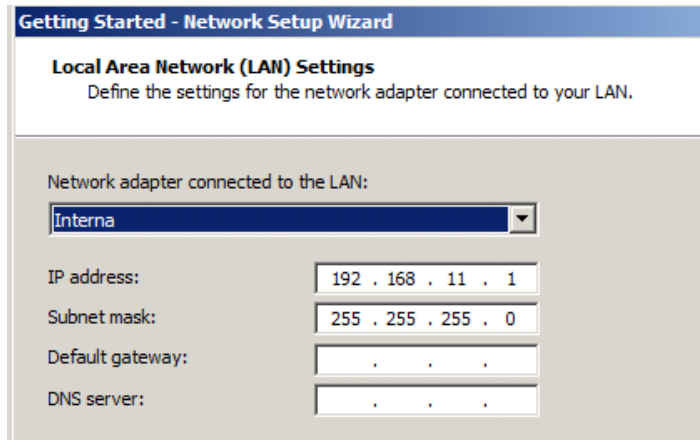 Getting Started - Network Setup Wizard
Local Area Network (LAN) Settings
Define the settings for the network adapter connected to your LAN.
Network adapter connected to the LAN:
Interna
IP address: 192 . 168 . 11 . 1
Subnet mask: 255 . 255 . 255 . 0
Default gateway: . . .
DNS server: . . .